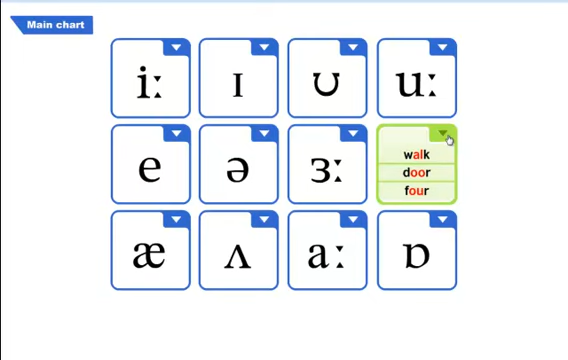 Main chart
iː ɪ ʊ uː
e ə ɜː
walk
door
four
æ ʌ aː ɒ